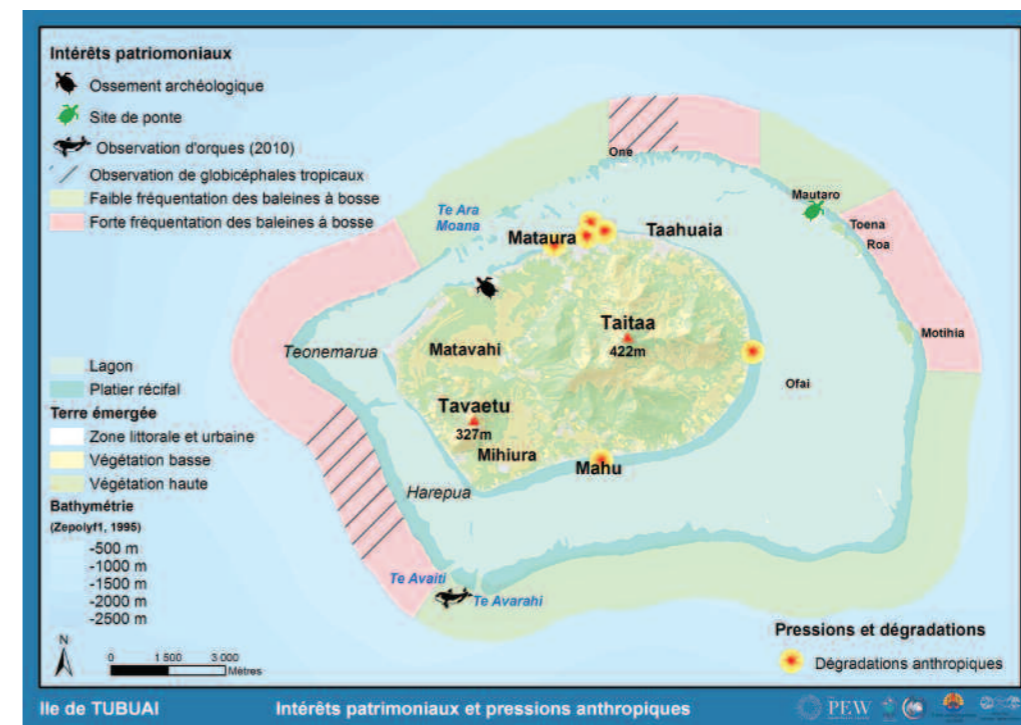 Intérêts patriomoniaux
Ossement archéologique
Site de ponte
Observation d'orques (2010)
Observation de globicéphales tropicaux
Faible fréquentation des baleines à bosse
Forte fréquentation des baleines à bosse
One
Mautaro
Te Ara
Moana
Toena
Roa
Mataura
Taahuaia
Taitaa
422m
Motihia
Teonemarua
Matavahi
Ofai
Lagon
Platier récifal
Terre émergée
Zone littorale et urbaine
Végétation basse
Végétation haute
Tavaetu
327m
Mihiura
Mahu
Harepua
Bathymétrie
(Zepolyf1, 1995)
-500 m
-1000 m
-1500 m
-2000 m
-2500 m
Te Avaiti
Te Avarahi
N
0 1 500 3 000
Mètres
Pressions et dégradations
Dégradations anthropiques
Ile de TUBUAI
Intérêts patrimoniaux et pressions anthropiques
PEW